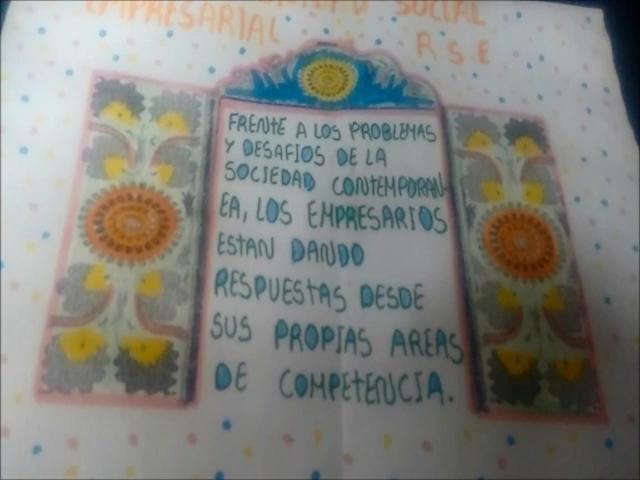 SOCIAL
EMPRESARIAL
R S E
FRENTE A LOS PROBLEMAS
Y DESAFIOS DE LA
SOCIEDAD CONTEMPORAN-
EA, LOS EMPRESARIOS
ESTAN DANDO
RESPUESTAS DESDE
SUS PROPIAS AREAS
DE COMPETENCIA.